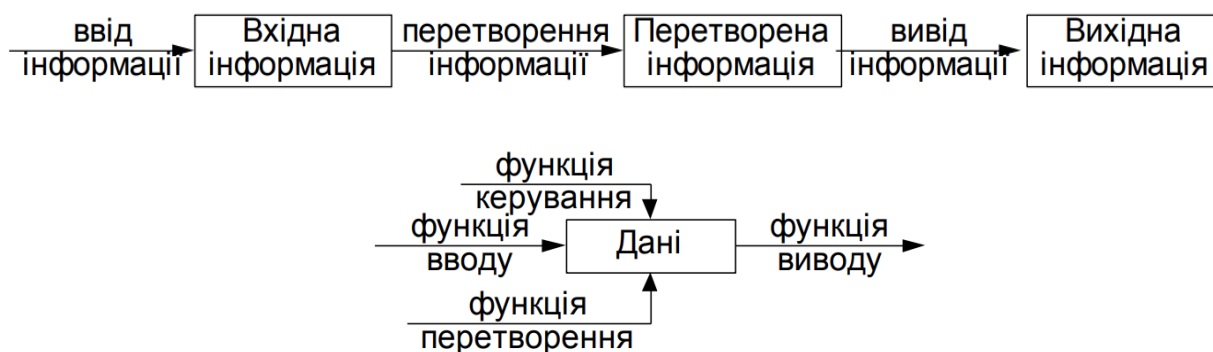 ввід
інформації
Вхідна
інформація
перетворення
інформації
Перетворена
інформація
вивід
інформації
Вихідна
інформація
функція
керування
функція
вводу
Дані
функція
виводу
функція
перетворення